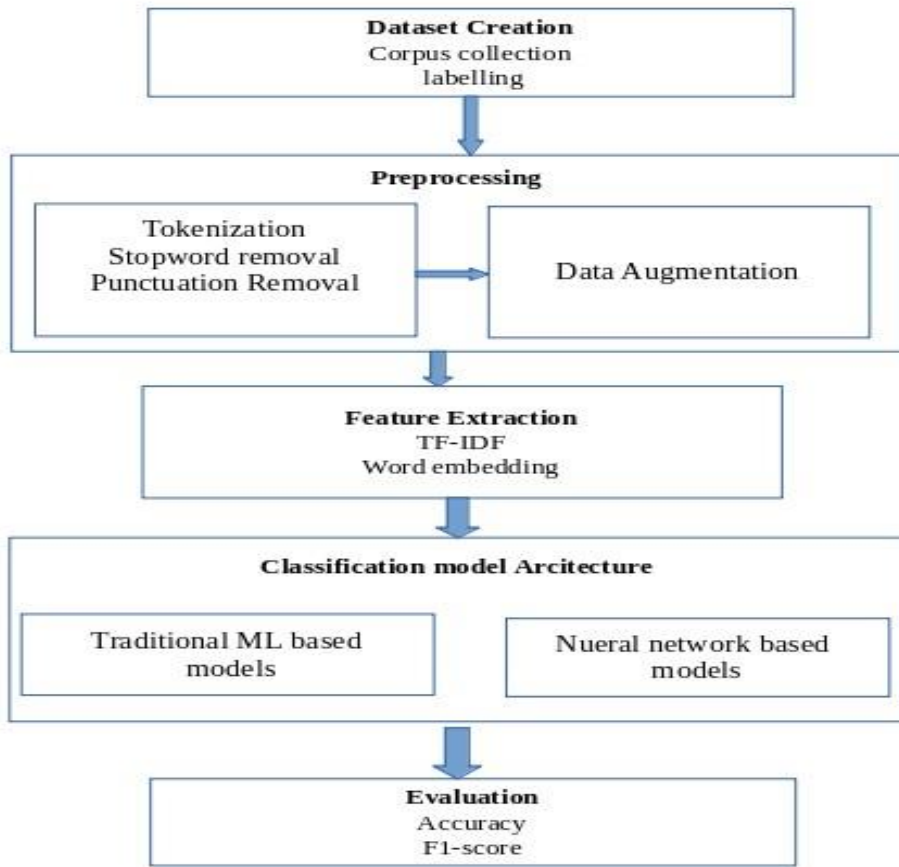 Dataset Creation
Corpus collection
labelling
Preprocessing
Tokenization
Stopword removal
Punctuation Removal
Data Augmentation
Feature Extraction
TF-IDF
Word embedding
Classification model Arcitecture
Traditional ML based
models
Nueral network based
models
Evaluation
Accuracy
F1-score